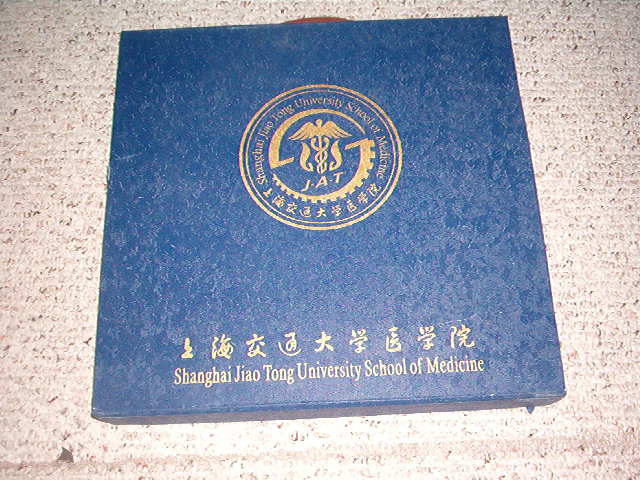 Shanghai Jiao Tong University School of Medicine
J·A·T
上海交通大学医学院
上海交通大学医学院
Shanghai Jiao Tong University School of Medicine